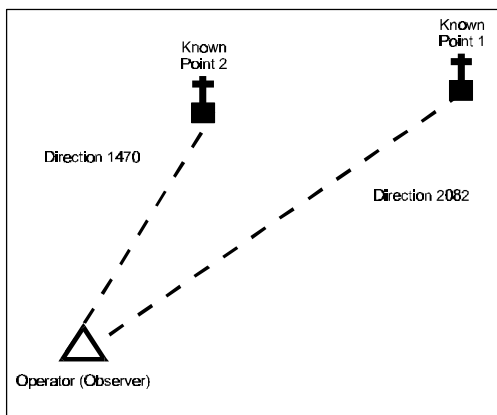 Known
Point 1
Known
Point 2
Direction 1470
Direction 2082
Operator (Observer)